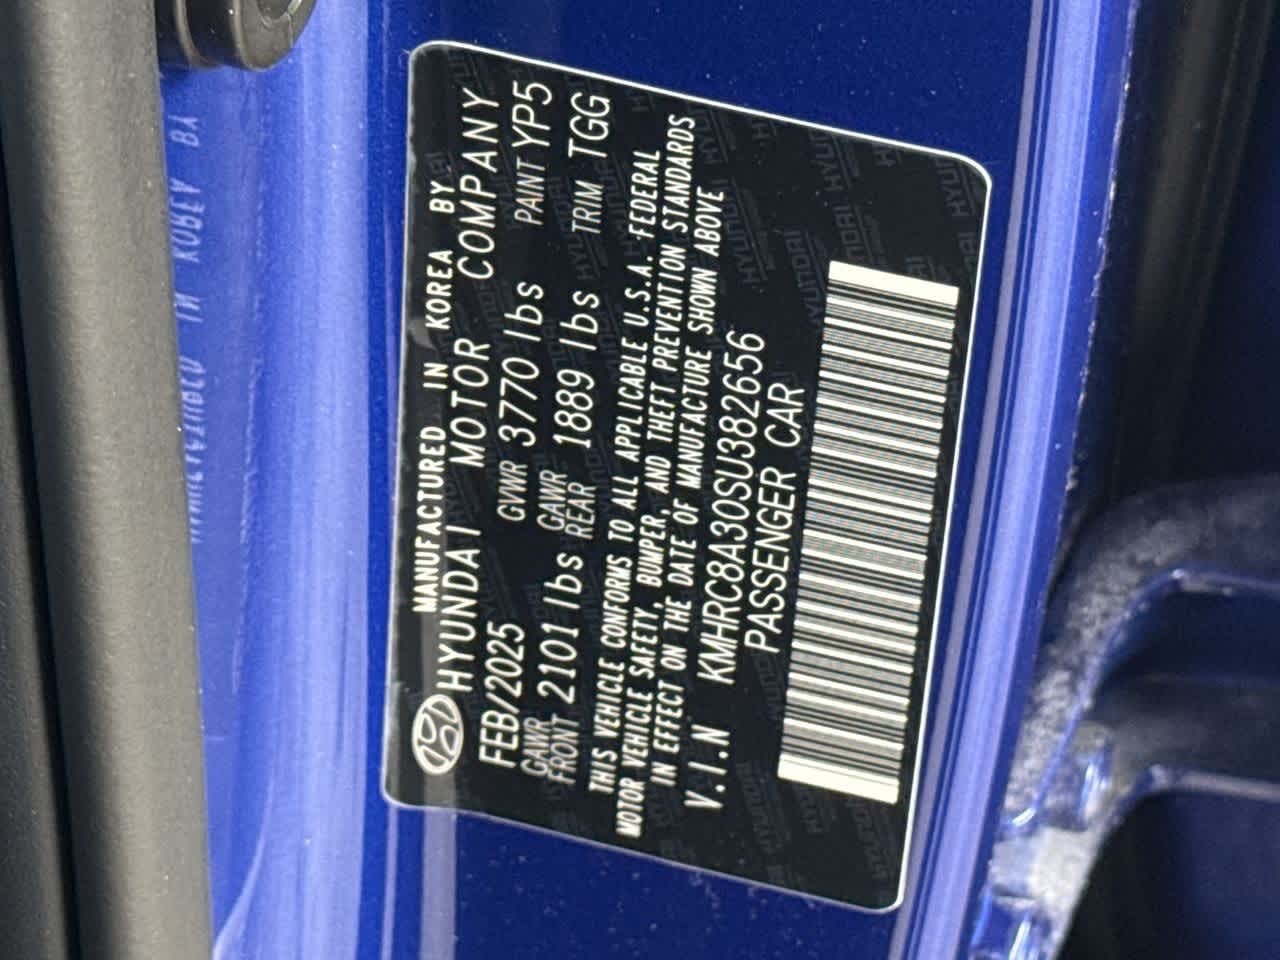 MANUFACTURED IN KOREA BY
HYUNDAI MOTOR COMPANY
FEB/2025 GVWR 3770 lbs PAINT YP5
GAWR FRONT 2101 lbs GAWR REAR 1889 lbs TRIM TGG
THIS VEHICLE CONFORMS TO ALL APPLICABLE U.S.A. FEDERAL
MOTOR VEHICLE SAFETY, BUMPER, AND THEFT PREVENTION STANDARDS
IN EFFECT ON THE DATE OF MANUFACTURE SHOWN ABOVE
V.I.N KMHRC8A30SU382656
PASSENGER CAR